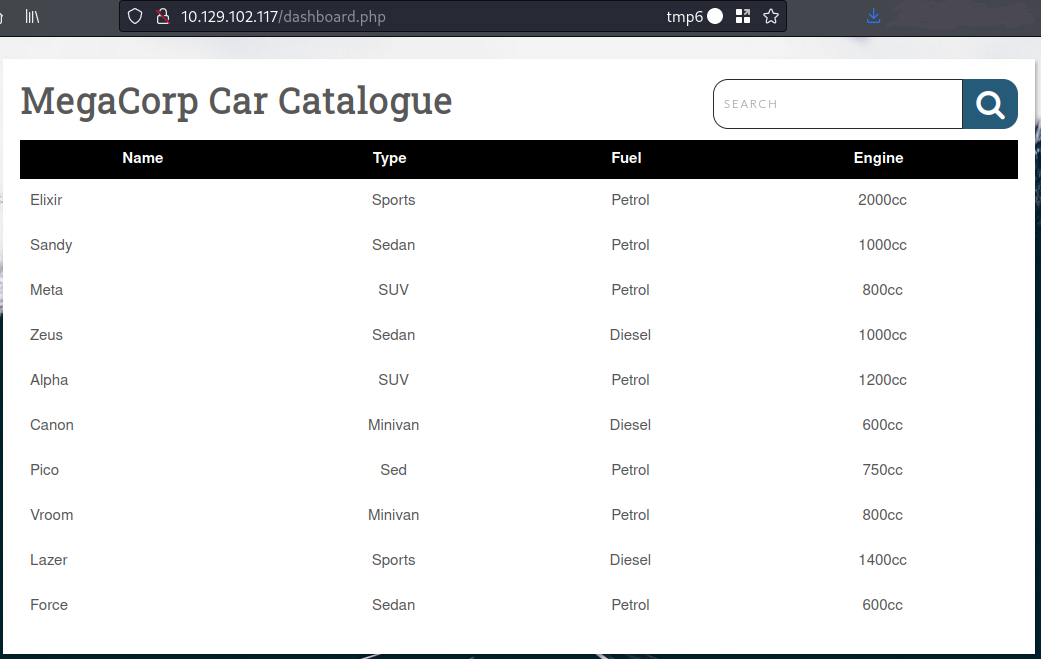 10.129.102.117/dashboard.php tmp6
MegaCorp Car Catalogue
SEARCH
Name Type Fuel Engine
Elixir Sports Petrol 2000cc
Sandy Sedan Petrol 1000cc
Meta SUV Petrol 800cc
Zeus Sedan Diesel 1000cc
Alpha SUV Petrol 1200cc
Canon Minivan Diesel 600cc
Pico Sed Petrol 750cc
Vroom Minivan Petrol 800cc
Lazer Sports Diesel 1400cc
Force Sedan Petrol 600cc